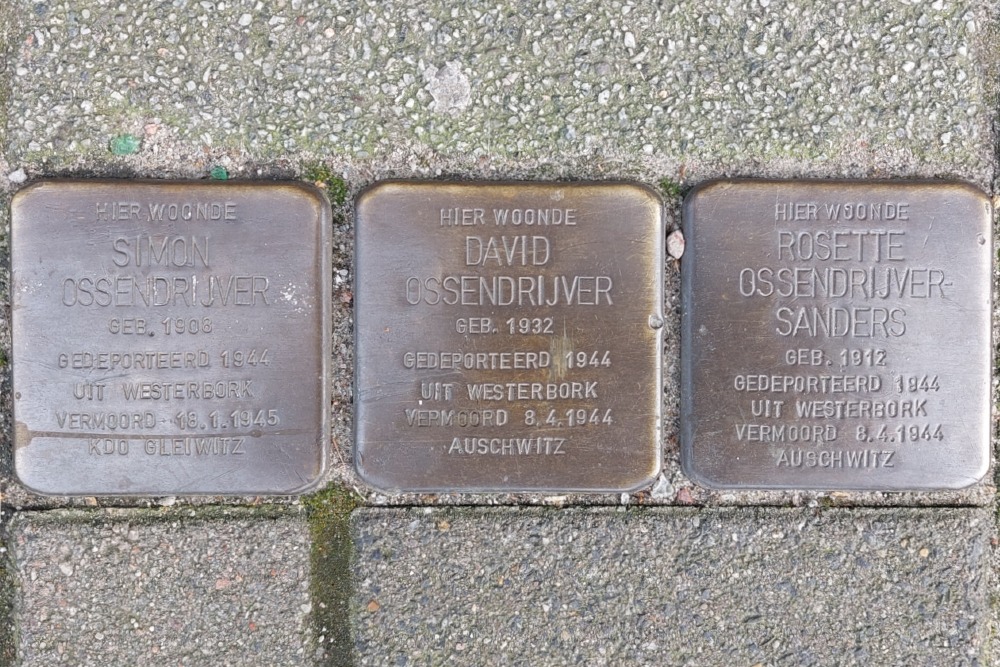 HIER WOONDE
SIMON
OSSENDRIJVER
GEB. 1908
GEDEPORTEERD 1944
UIT WESTERBORK
VERMOORD 18.1.1945
KDO GLEIWITZ
HIER WOONDE
DAVID
OSSENDRIJVER
GEB. 1932
GEDEPORTEERD 1944
UIT WESTERBORK
VERMOORD 8.4.1944
AUSCHWITZ
HIER WOONDE
ROSETTE
OSSENDRIJVER-
SANDERS
GEB. 1912
GEDEPORTEERD 1944
UIT WESTERBORK
VERMOORD 8.4.1944
AUSCHWITZ